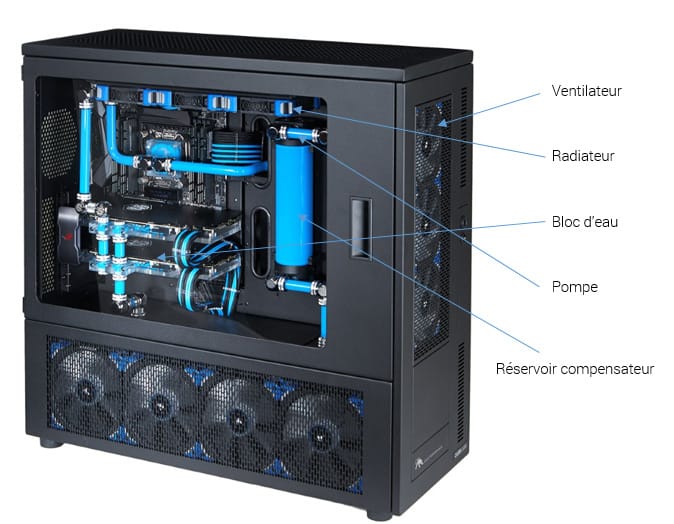 Ventilateur
Radiateur
Bloc d'eau
Pompe
Réservoir compensateur